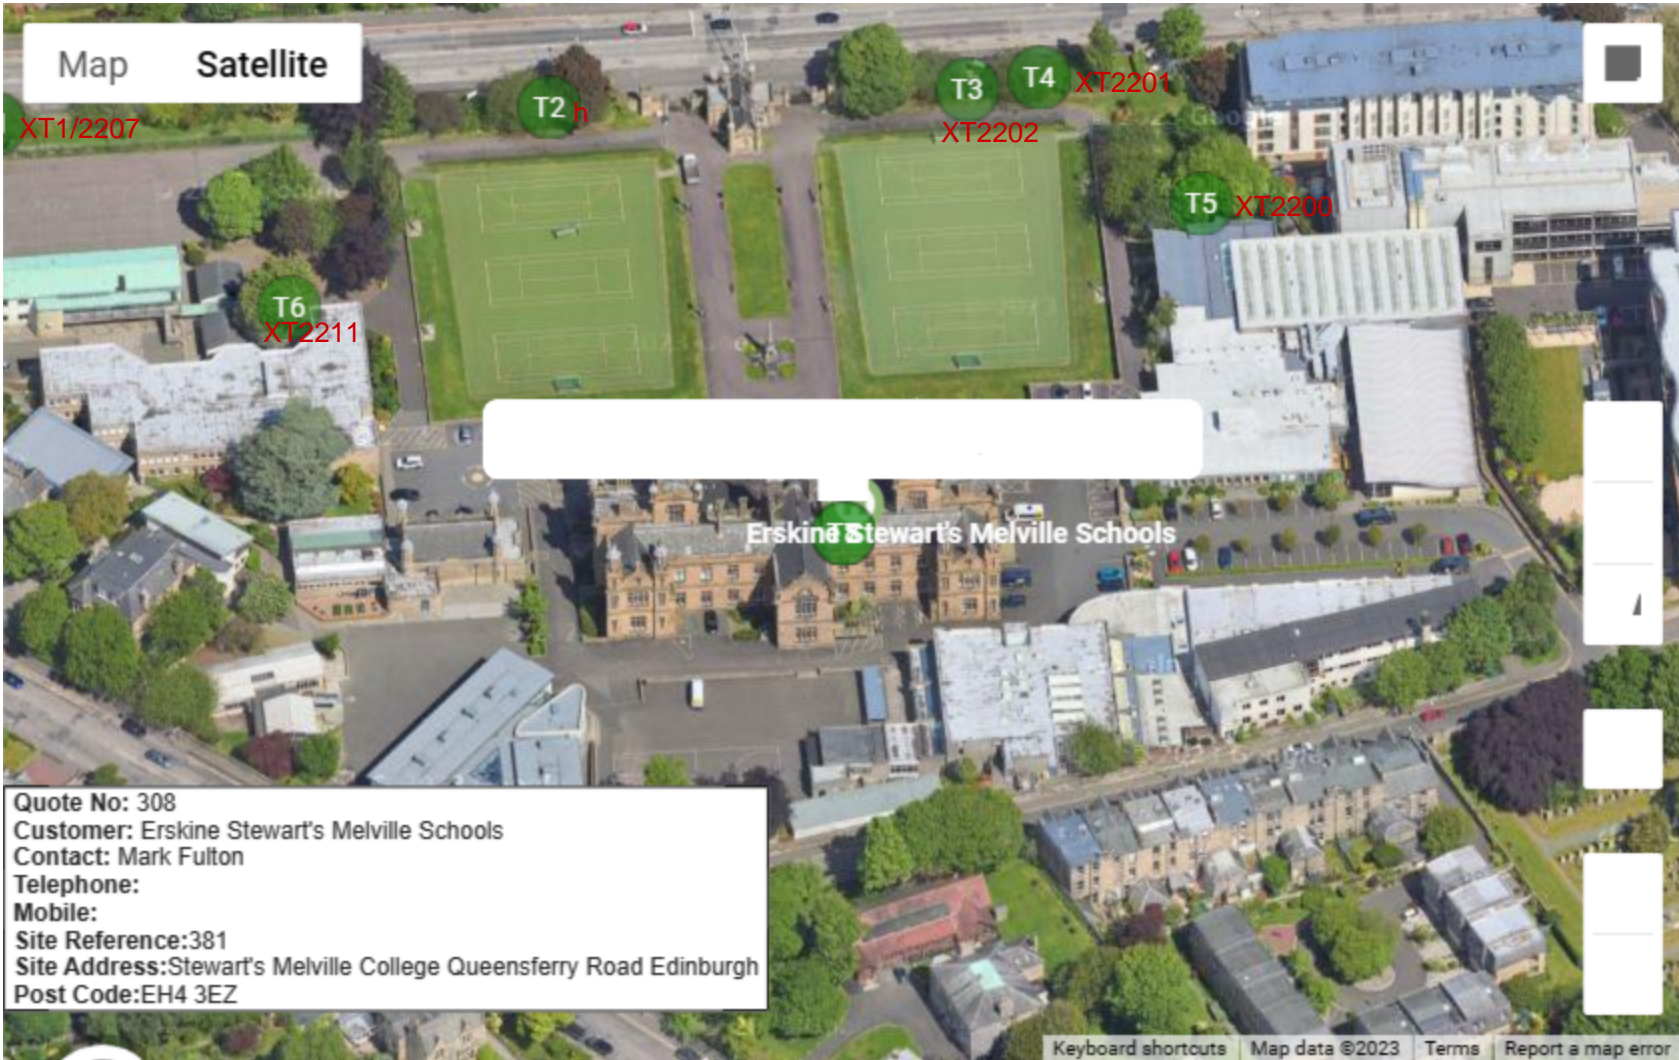 Map Satellite
T2 h
T3
T4 XT2201
XT1/2207
XT2202
T5 XT2200
T6
XT2211
Erskine Stewart's Melville Schools
Quote No: 308
Customer: Erskine Stewart's Melville Schools
Contact: Mark Fulton
Telephone:
Mobile:
Site Reference:381
Site Address:Stewart's Melville College Queensferry Road Edinburgh
Post Code:EH4 3EZ
Keyboard shortcuts Map data ©2023 Terms Report a map error